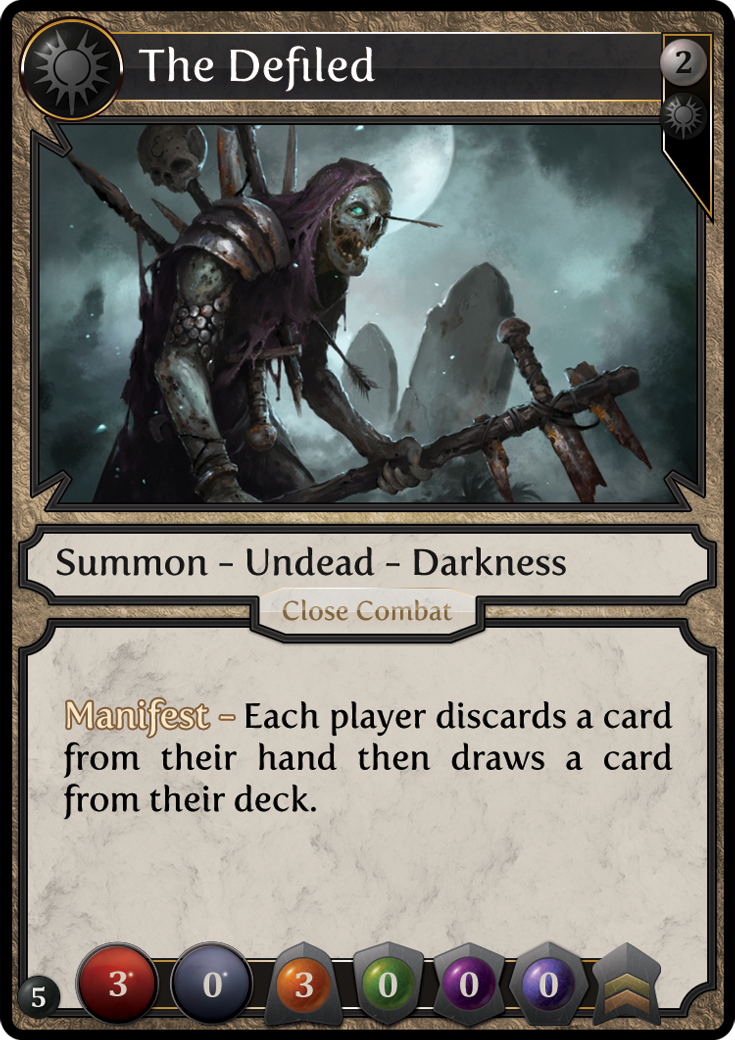 The Defiled
2
Summon - Undead - Darkness
Close Combat
Manifest - Each player discards a card
from their hand then draws a card
from their deck.
5 3* 0* 3 0 0 0